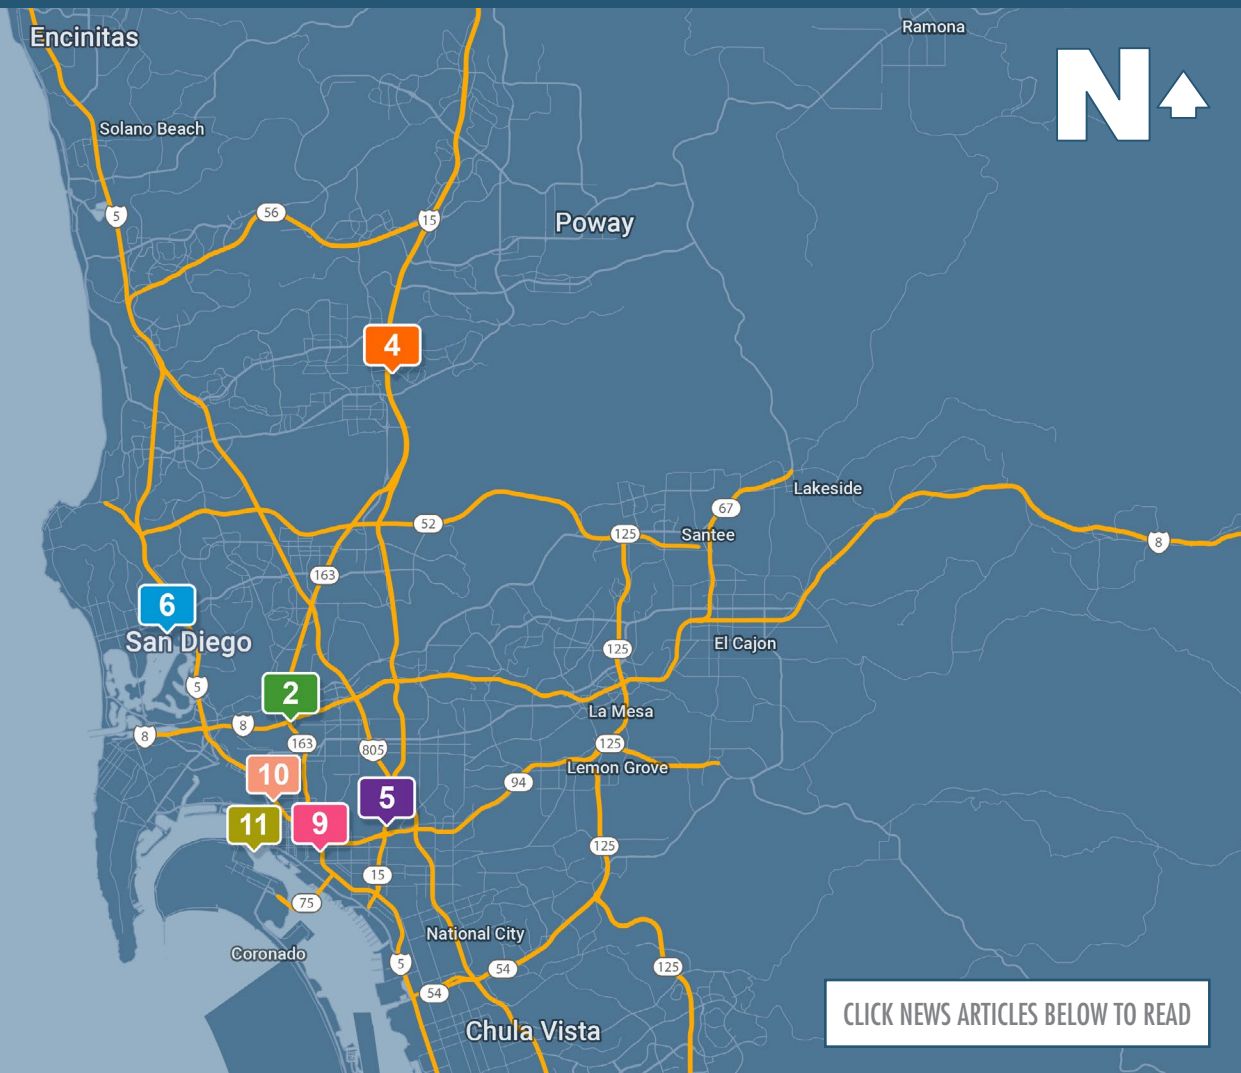 Encinitas
Ramona
N
Solano Beach
5
56
15
Poway
4
67
Lakeside
52
125
Santee
8
163
6
San Diego
125
El Cajon
5
2
La Mesa
8
8
163
805
125
Lemon Grove
10
94
5
11
9
125
15
75
National City
Coronado
5
54
125
54
CLICK NEWS ARTICLES BELOW TO READ
Chula Vista